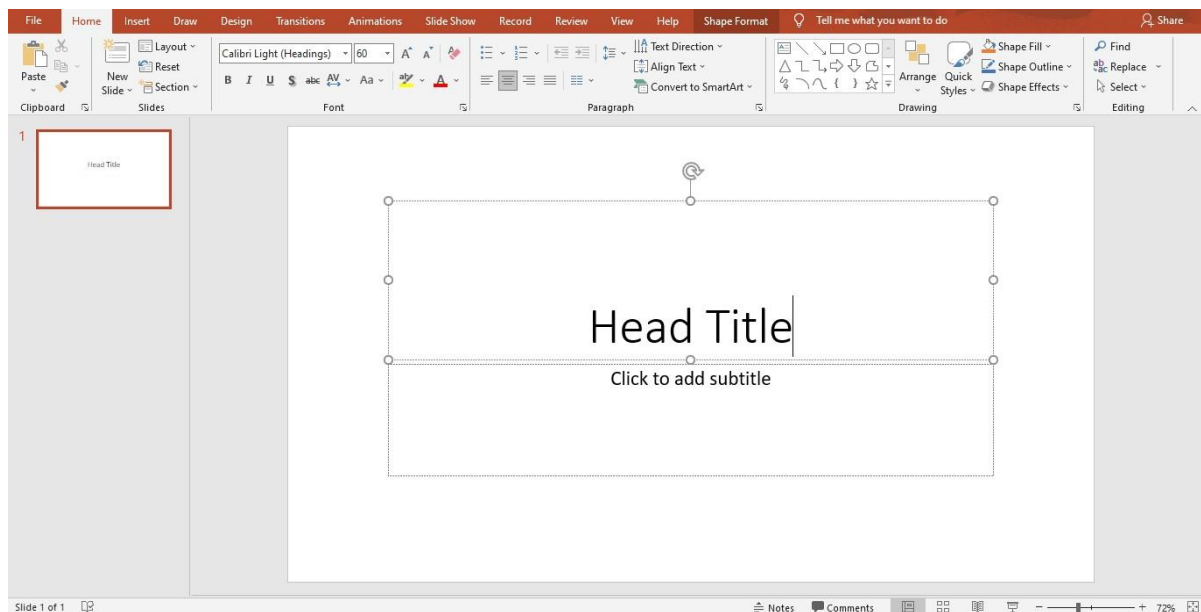 File Home Insert Draw Design Transitions Animations Slide Show Record Review View Help Shape Format Tell me what you want to do Share
Paste
Clipboard
New Slide
Layout
Reset
Section
Slides
Calibri Light (Headings) 60 A A
B I U S abc AV Aa A
Font
Text Direction
Align Text
Convert to SmartArt
Paragraph
Arrange
Quick Styles
Shape Fill
Shape Outline
Shape Effects
Drawing
Find
Replace
Select
Editing
1
Head Title
Head Title
Click to add subtitle
Slide 1 of 1 Notes Comments 72%